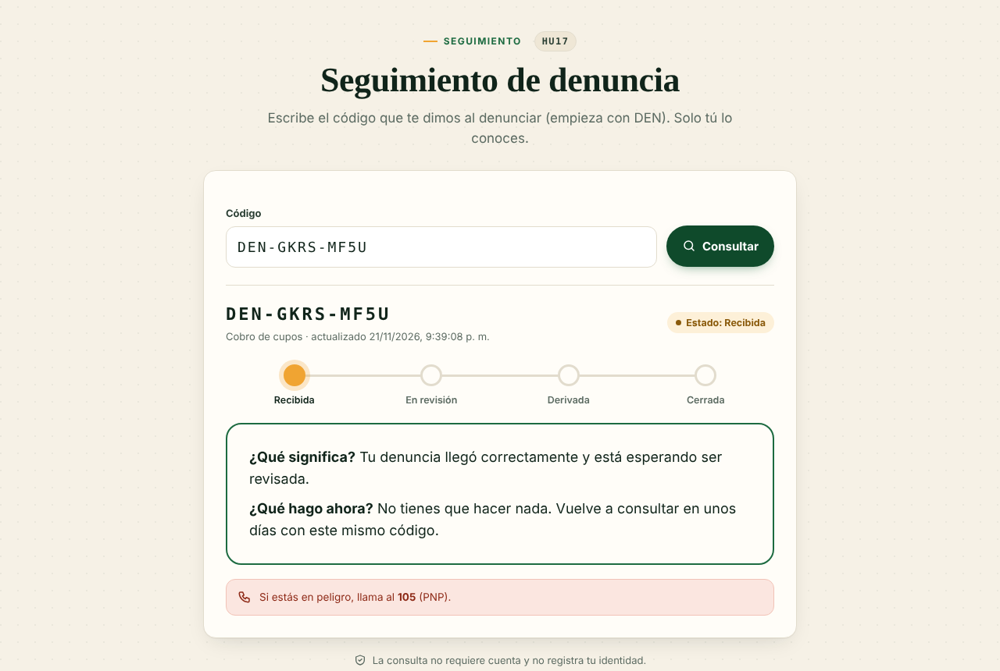 SEGUIMIENTO HU17
Seguimiento de denuncia
Escribe el código que te dimos al denunciar (empieza con DEN). Solo tú lo
conoces.
Código
DEN-GKRS-MF5U
Consultar
DEN-GKRS-MF5U
Cobro de cupos · actualizado 21/11/2026, 9:39:08 p. m.
Estado: Recibida
Recibida En revisión Derivada Cerrada
¿Qué significa? Tu denuncia llegó correctamente y está esperando ser
revisada.
¿Qué hago ahora? No tienes que hacer nada. Vuelve a consultar en unos
días con este mismo código.
Si estás en peligro, llama al 105 (PNP).
La consulta no requiere cuenta y no registra tu identidad.